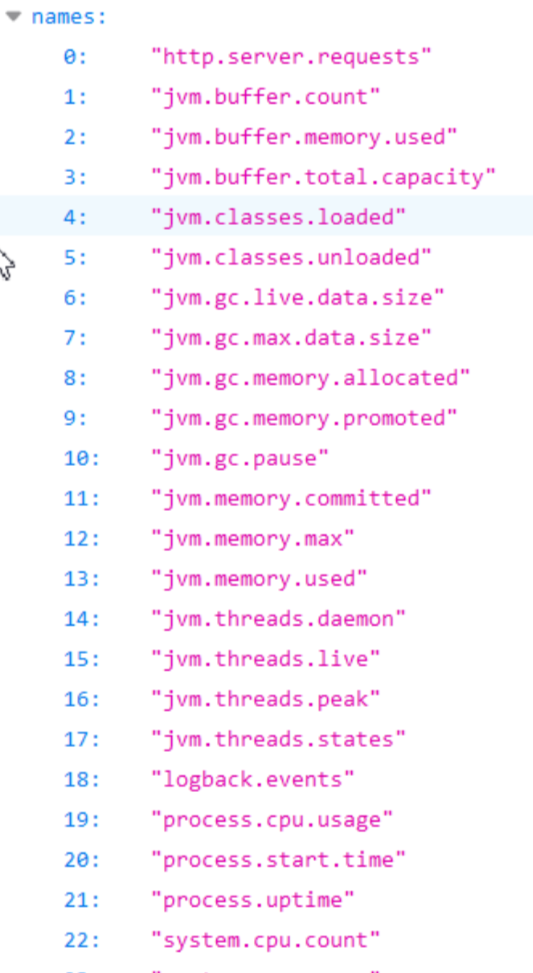 names:
0: "http.server.requests"
1: "jvm.buffer.count"
2: "jvm.buffer.memory.used"
3: "jvm.buffer.total.capacity"
4: "jvm.classes.loaded"
5: "jvm.classes.unloaded"
6: "jvm.gc.live.data.size"
7: "jvm.gc.max.data.size"
8: "jvm.gc.memory.allocated"
9: "jvm.gc.memory.promoted"
10: "jvm.gc.pause"
11: "jvm.memory.committed"
12: "jvm.memory.max"
13: "jvm.memory.used"
14: "jvm.threads.daemon"
15: "jvm.threads.live"
16: "jvm.threads.peak"
17: "jvm.threads.states"
18: "logback.events"
19: "process.cpu.usage"
20: "process.start.time"
21: "process.uptime"
22: "system.cpu.count"